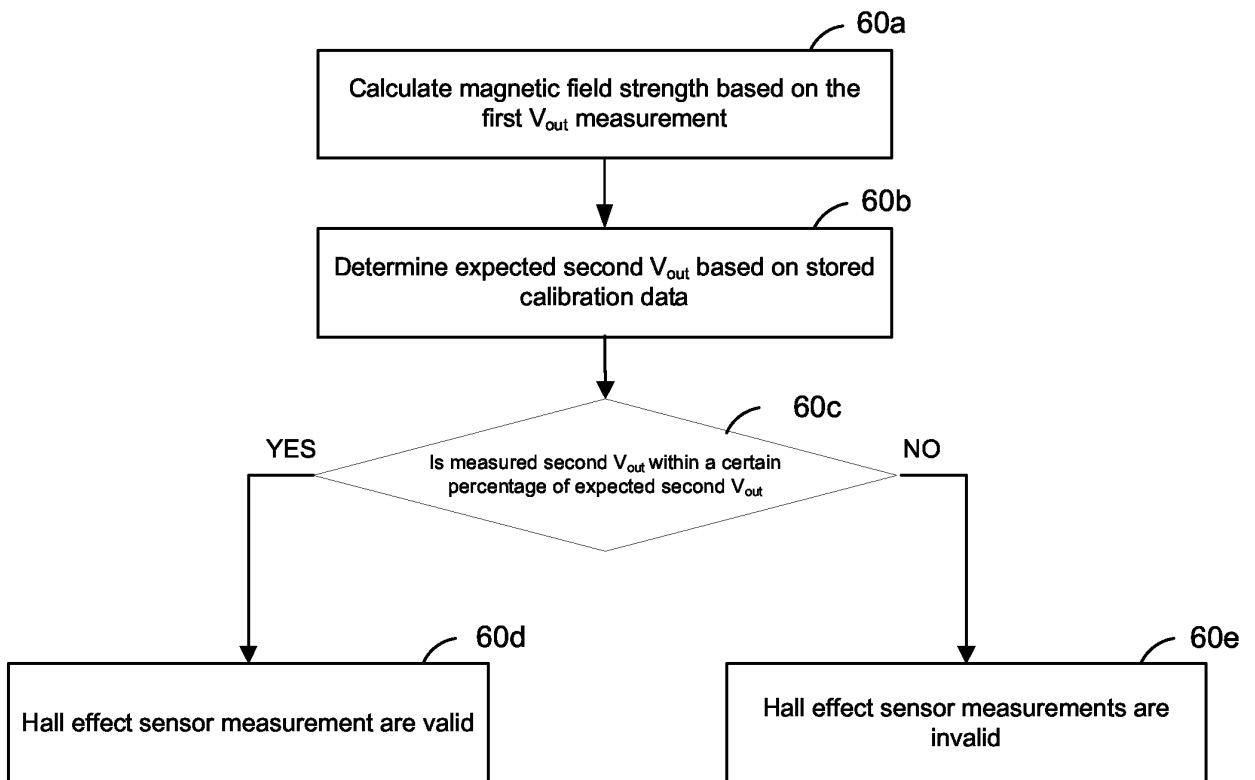 60a
Calculate magnetic field strength based on the
first Vout measurement
60b
Determine expected second Vout based on stored
calibration data
60c
YES
NO
Is measured second Vout within a certain
percentage of expected second Vout
60d
60e
Hall effect sensor measurement are valid
Hall effect sensor measurements are
invalid